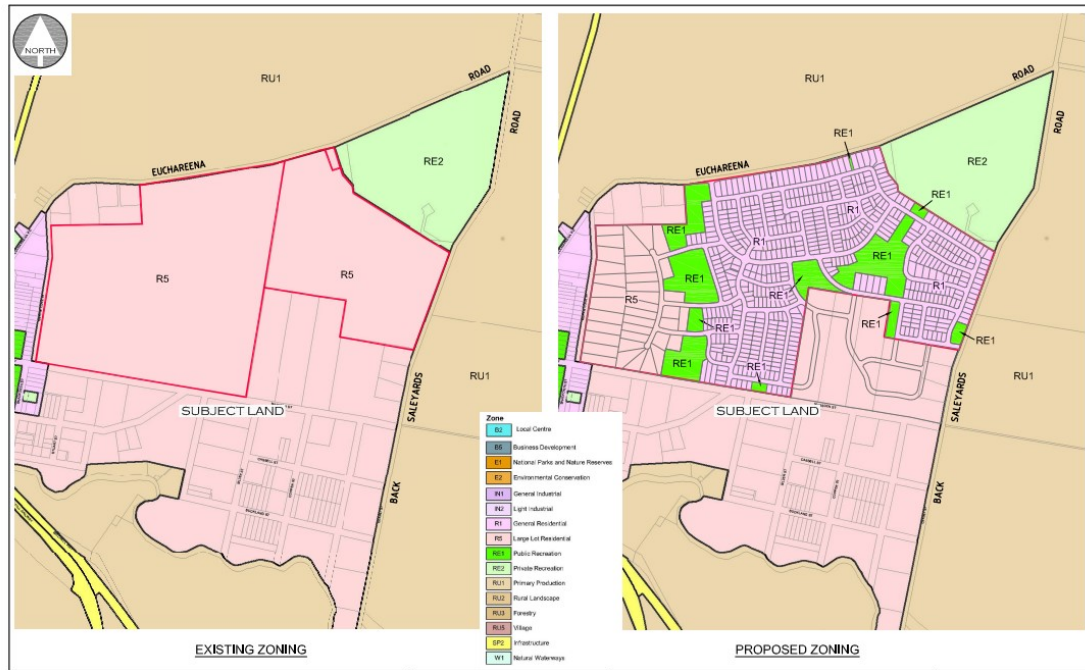 NORTH
RU1
ROAD
ROAD
RE2
EUCHAREENA
R5
R5
RU1
SALEYARDS
SUBJECT LAND
BACK
EXISTING ZONING
RU1
ROAD
ROAD
RE1
RE2
EUCHAREENA
RE1
R1
RE1
R1
RE1
RE1
R5
RE1
R1
RE1
RE1
RE1
RE1
RE1
RE1
RU1
SALEYARDS
SUBJECT LAND
BACK
PROPOSED ZONING
Zone
B2 Local Centre
B5 Business Development
E1 National Parks and Nature Reserves
E2 Environmental Conservation
IN1 General Industrial
IN2 Light Industrial
R1 General Residential
R5 Large Lot Residential
RE1 Public Recreation
RE2 Private Recreation
RU1 Primary Production
RU2 Rural Landscape
RU3 Forestry
RU5 Village
SP2 Infrastructure
W1 Natural Waterways